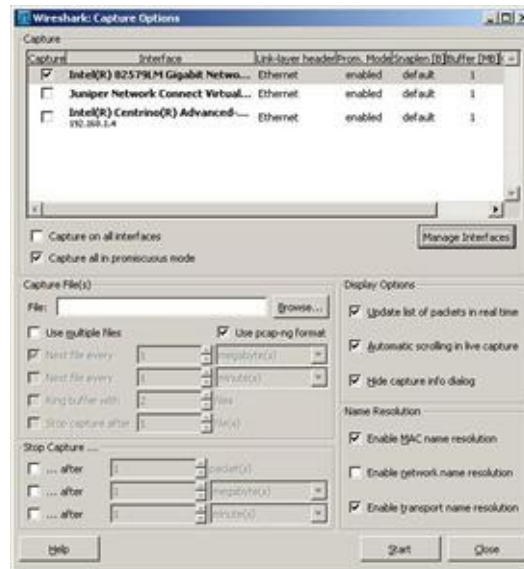 Wireshark: Capture Options
Capture
Capture Interface Link-layer header Prom. Mode Snaplen [B] Buffer [MB]
Intel(R) 82579LM Gigabit Netwo... Ethernet enabled default 1
Juniper Network Connect Virtual... Ethernet enabled default 1
Intel(R) Centrino(R) Advanced-... Ethernet enabled default 1
192.168.1.4
Capture on all interfaces
Manage Interfaces
Capture all in promiscuous mode
Capture File(s)
File: Browse...
Use multiple files Use pcap-ng format
Next file every 1 megabyte(s)
Next file every 1 minute(s)
Ring buffer with 2 files
Stop capture after 1 file(s)
Stop Capture ...
... after 1 packet(s)
... after 1 megabyte(s)
... after 1 minute(s)
Display Options
Update list of packets in real time
Automatic scrolling in live capture
Hide capture info dialog
Name Resolution
Enable MAC name resolution
Enable network name resolution
Enable transport name resolution
Help Start Close